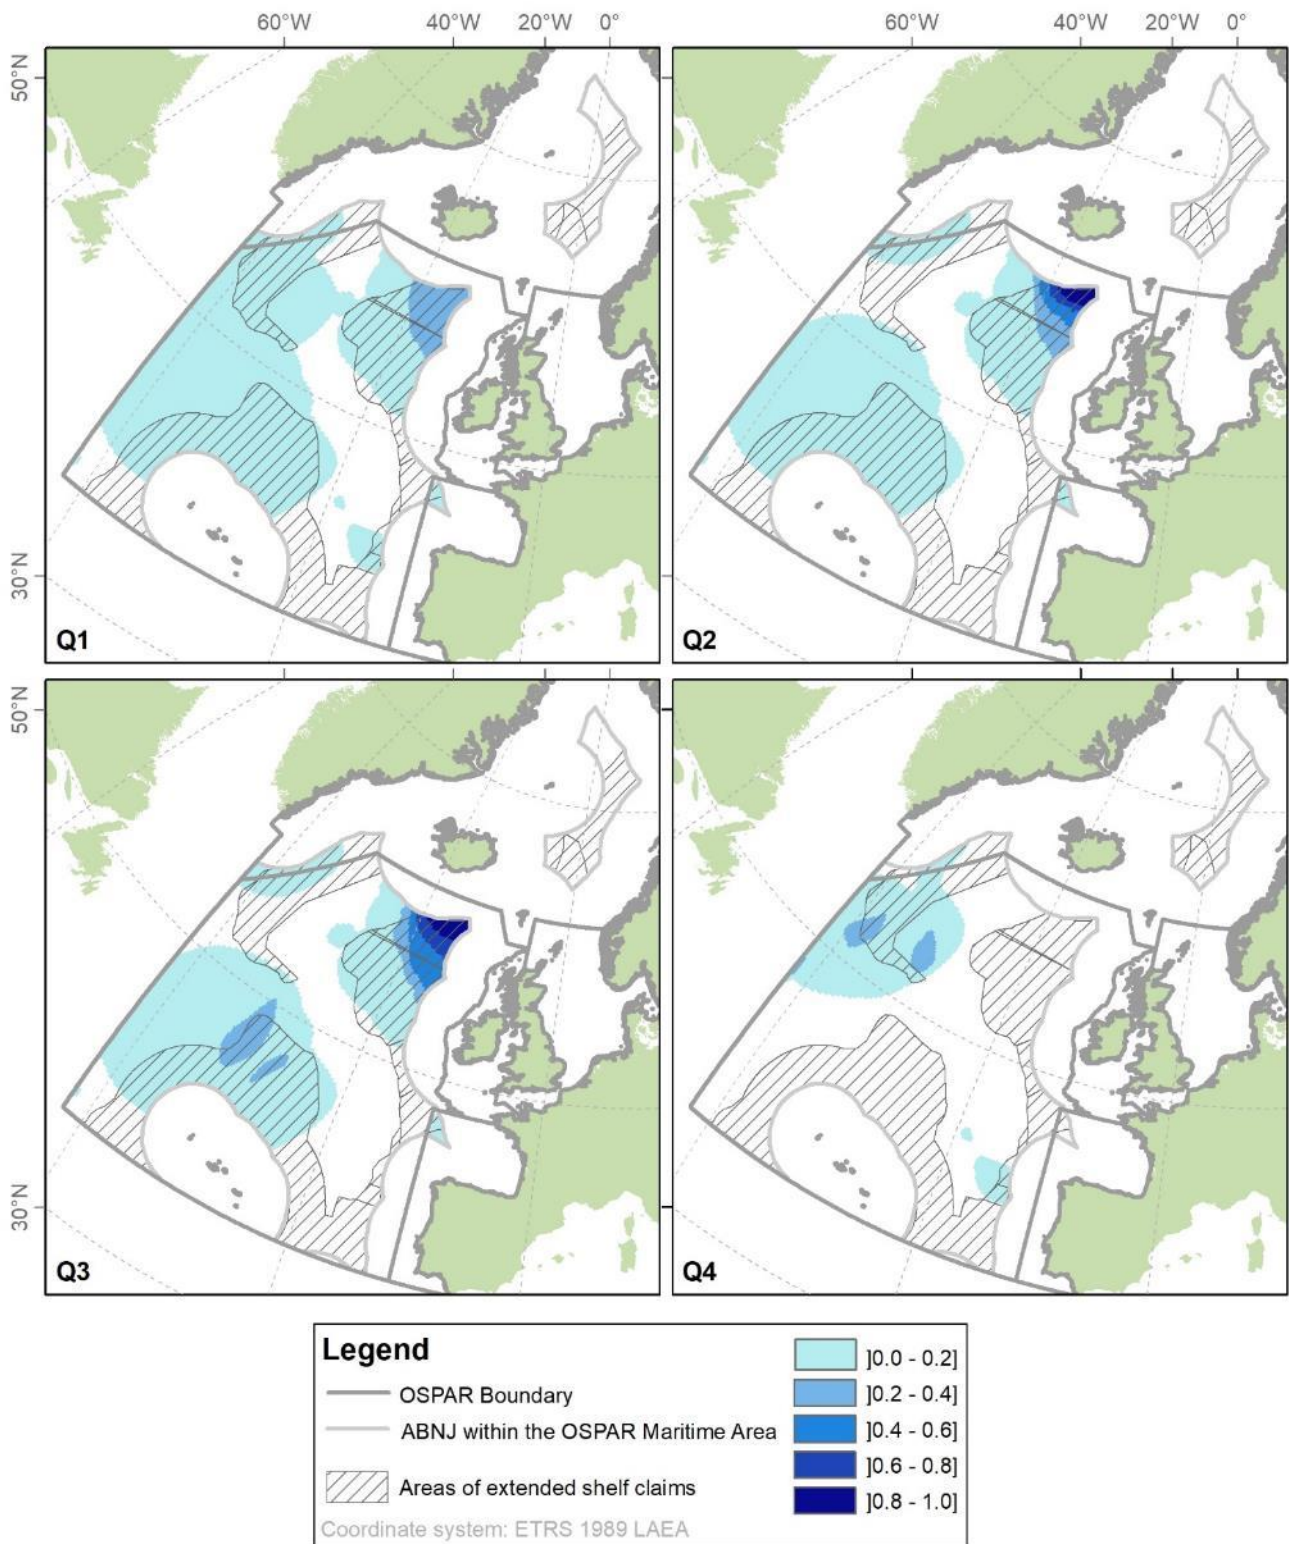 60°W 40°W 20°W 0° 40°W 20°W 0°
60°W
50°N
30°N
Q1
Q2
50°N
30°N
Q3
Q4
Legend
OSPAR Boundary
ABNJ within the OSPAR Maritime Area
Areas of extended shelf claims
Coordinate system: ETRS 1989 LAEA
]0.0 - 0.2]
]0.2 - 0.4]
]0.4 - 0.6]
]0.6 - 0.8]
]0.8 - 1.0]